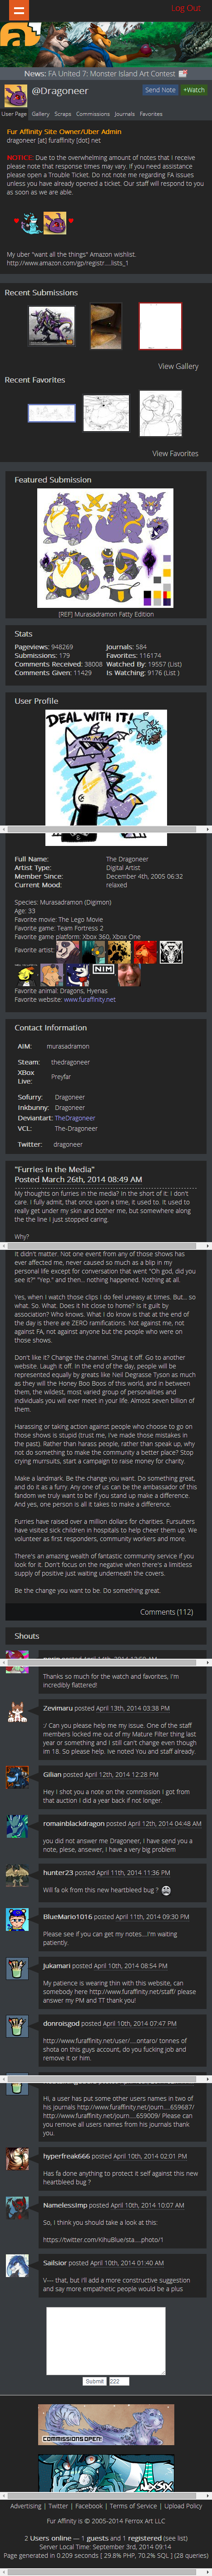 Log Out
News: FA United 7: Monster Island Art Contest
@Dragoneer
Send Note
+Watch
User Page Gallery Scraps Commissions Journals Favorites
Fur Affinity Site Owner/Uber Admin
dragoneer [at] furaffinity [dot] net
NOTICE: Due to the overwhelming amount of notes that I receive
please note that response times may vary. If you need assistance
please open a Trouble Ticket. Do not note me regarding FA issues
unless you have already opened a ticket. Our staff will respond to you
as soon as we are able.
My uber "want all the things" Amazon wishlist.
http://www.amazon.com/gp/registr....lists_1
Recent Submissions
View Gallery
Recent Favorites
View Favorites
Featured Submission
[REF] Murasadramon Fatty Edition
Stats
Pageviews: 948269
Journals: 584
Submissions: 179
Favorites: 116174
Comments Received: 38008
Watched By: 19557 (List)
Comments Given: 11429
Is Watching: 9176 (List )
User Profile
DEAL WITH IT!
Full Name: The Dragoneer
Artist Type: Digital Artist
Member Since: December 4th, 2005 06:32
Current Mood: relaxed
Species: Murasadramon (Digimon)
Age: 33
Favorite movie: The Lego Movie
Favorite game: Team Fortress 2
Favorite game platform: Xbox 360, Xbox One
Favorite artist:
NIM
Favorite animal: Dragons, Hyenas
Favorite website: www.furaffinity.net
Contact Information
AIM: murasadramon
Steam: thedragoneer
XBox
Live: Preyfar
Sofurry: Dragoneer
Inkbunny: Dragoneer
Deviantart: TheDragoneer
VCL: The-Dragoneer
Twitter: dragoneer
"Furries in the Media"
Posted March 26th, 2014 08:49 AM
My thoughts on furries in the media? In the short of it: I don't
care. I fully admit, that once upon a time, it used to. It used to
really get under my skin and bother me, but somewhere along
the line I just stopped caring.
Why?
It didn't matter. Not one event from any of those shows has
ever affected me, never caused so much as a blip in my
personal life except for conversation that went "Oh god, did you
see it?" "Yep." and then... nothing happened. Nothing at all.
Yes, when I watch those clips I do feel uneasy at times. But... so
what. So. What. Does it hit close to home? Is it guilt by
association? Who knows. What I do know is that at the end of
the day is there are ZERO ramifications. Not against me, not
against FA, not against anyone but the people who were on
those shows.
Don't like it? Change the channel. Shrug it off. Go to another
website. Laugh it off. In the end of the day, people will be
represented equally by greats like Neil Degrasse Tyson as much
as they will the Honey Boo Boos of this world, and in between
them, the wildest, most varied group of personalities and
individuals you will ever meet in your life. Almost seven billion of
them.
Harassing or taking action against people who choose to go on
those shows is stupid (trust me, I've made those mistakes in
the past). Rather than harass people, rather than speak up, why
not do something to make the community a better place? Stop
crying mursuits, start a campaign to raise money for charity.
Make a landmark. Be the change you want. Do something great,
and do it as a furry. Any one of us can be the ambassador of this
fandom we truly want to be if you stand up make a difference.
And yes, one person is all it takes to make a difference.
Furries have raised over a million dollars for charities. Fursuiters
have visited sick children in hospitals to help cheer them up. We
volunteer as first responders, community workers and more.
There's an amazing wealth of fantastic community service if you
look for it. Don't focus on the negative when there's a limitless
supply of positive just waiting underneath the covers.
Be the change you want to be. Do something great.
Comments (112)
Shouts
Thanks so much for the watch and favorites, I'm
incredibly flattered!
Zevimaru posted April 13th, 2014 03:38 PM
:/ Can you please help me my issue. One of the staff
members locked me out of my Mature Filter thing last
year or something and I still can't change even though
im 18. So please help. Ive noted You and staff already.
Gilian posted April 12th, 2014 12:28 PM
Hey I shot you a note on the commission I got from
that auction I did a year back if not longer.
romainblackdragon posted April 12th, 2014 04:48 AM
you did not answer me Dragoneer, I have send you a
note, plese, answeer, I have a very big problem
hunter23 posted April 11th, 2014 11:36 PM
Will fa ok from this new heartbleed bug ?
BlueMario1016 posted April 11th, 2014 09:30 PM
Please see if you can get my notes....I'm waiting
patiently.
Jukamari posted April 10th, 2014 08:54 PM
My patience is wearing thin with this website, can
somebody here http://www.furaffinity.net/staff/ please
answer my PM and TT thank you!
donroisgod posted April 10th, 2014 07:47 PM
http://www.furaffinity.net/user/....ontaro/ tonnes of
shota on this guys account, do you fucking job and
remove it or him.
Hi, a user has put some other users names in two of
his journals http://www.furaffinity.net/journ....659687/
http://www.furaffinity.net/journ....659009/ Please can
you remove all users names from his journals thank
you.
hyperfreak666 posted April 10th, 2014 02:01 PM
Has fa done anything to protect it self against this new
heartbleed bug ?
NamelessImp posted April 10th, 2014 10:07 AM
So, I think you should take a look at this:
https://twitter.com/KihuBlue/sta.....photo/1
Sailsior posted April 10th, 2014 01:40 AM
V--- that, but I'll add a more constructive suggestion
and say more empathetic people would be a plus
Submit 222
COMMISSIONS OPEN!
Advertising | Twitter | Facebook | Terms of Service | Upload Policy
Fur Affinity is © 2005-2014 Ferrox Art LLC
2 Users online — 1 guests and 1 registered (see list)
Server Local Time: September 3rd, 2014 09:14
Page generated in 0.209 seconds [ 29.8% PHP, 70.2% SQL ] (28 queries)